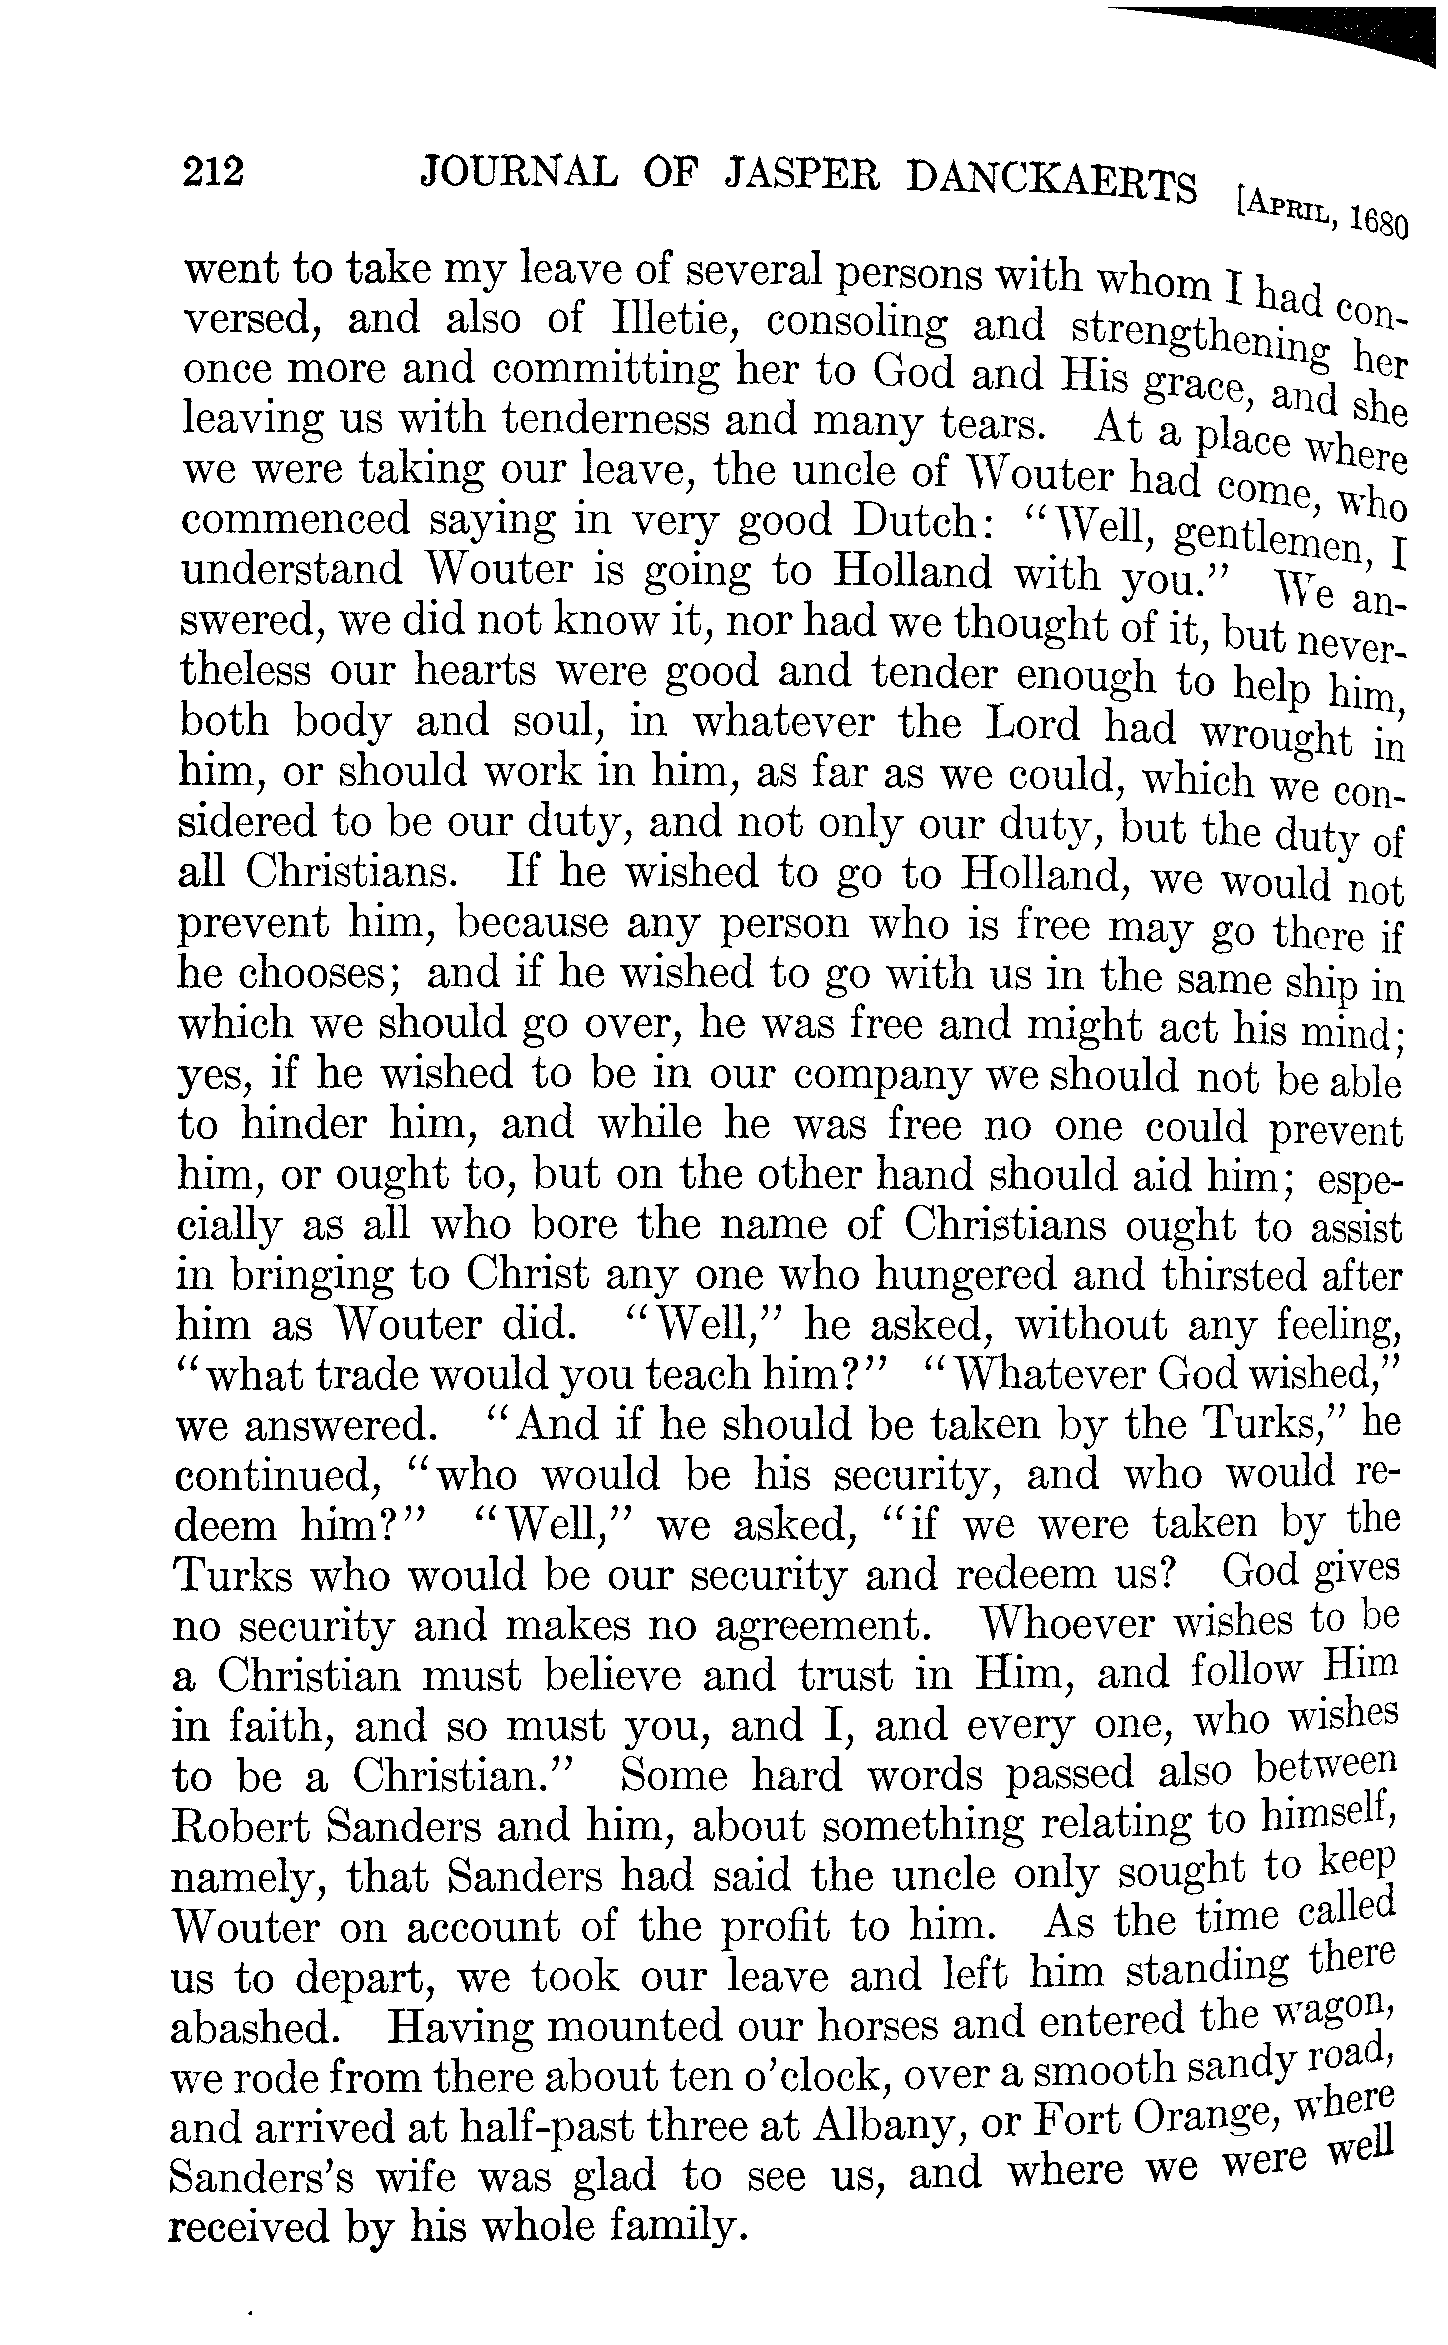 212 JOURNAL OF JASPER DANCKAERTS [APRIL, 1680
went to take my leave of several persons with whom I had con-
versed, and also of Illetie, consoling and strengthening her
once more and committing her to God and His grace, and she
leaving us with tenderness and many tears. At a place where
we were taking our leave, the uncle of Wouter had come, who
commenced saying in very good Dutch: "Well, gentlemen, I
understand Wouter is going to Holland with you." We an-
swered, we did not know it, nor had we thought of it, but never-
theless our hearts were good and tender enough to help him,
both body and soul, in whatever the Lord had wrought in
him, or should work in him, as far as we could, which we con-
sidered to be our duty, and not only our duty, but the duty of
all Christians. If he wished to go to Holland, we would not
prevent him, because any person who is free may go there if
he chooses; and if he wished to go with us in the same ship in
which we should go over, he was free and might act his mind;
yes, if he wished to be in our company we should not be able
to hinder him, and while he was free no one could prevent
him, or ought to, but on the other hand should aid him; espe-
cially as all who bore the name of Christians ought to assist
in bringing to Christ any one who hungered and thirsted after
him as Wouter did. "Well," he asked, without any feeling,
"what trade would you teach him?" "Whatever God wished,"
we answered. "And if he should be taken by the Turks," he
continued, "who would be his security, and who would re-
deem him?" "Well," we asked, "if we were taken by the
Turks who would be our security and redeem us? God gives
no security and makes no agreement. Whoever wishes to be
a Christian must believe and trust in Him, and follow Him
in faith, and so must you, and I, and every one, who wishes
to be a Christian." Some hard words passed also between
Robert Sanders and him, about something relating to himself,
namely, that Sanders had said the uncle only sought to keep
Wouter on account of the profit to him. As the time called
us to depart, we took our leave and left him standing there
abashed. Having mounted our horses and entered the wagon,
we rode from there about ten o'clock, over a smooth sandy road,
and arrived at half-past three at Albany, or Fort Orange, where
Sanders's wife was glad to see us, and where we were well
received by his whole family.